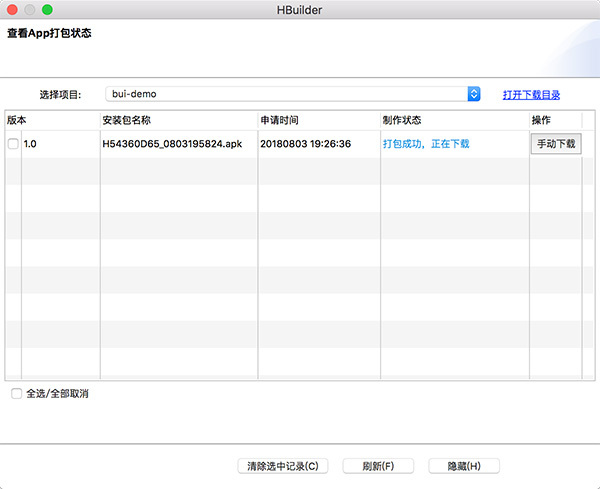 HBuilder
查看App打包状态
选择项目: bui-demo 打开下载目录
版本 安装包名称 申请时间 制作状态 操作
1.0 H54360D65_0803195824.apk 20180803 19:26:36 打包成功，正在下载 手动下载
全选/全部取消
清除选中记录(C) 刷新(F) 隐藏(H)